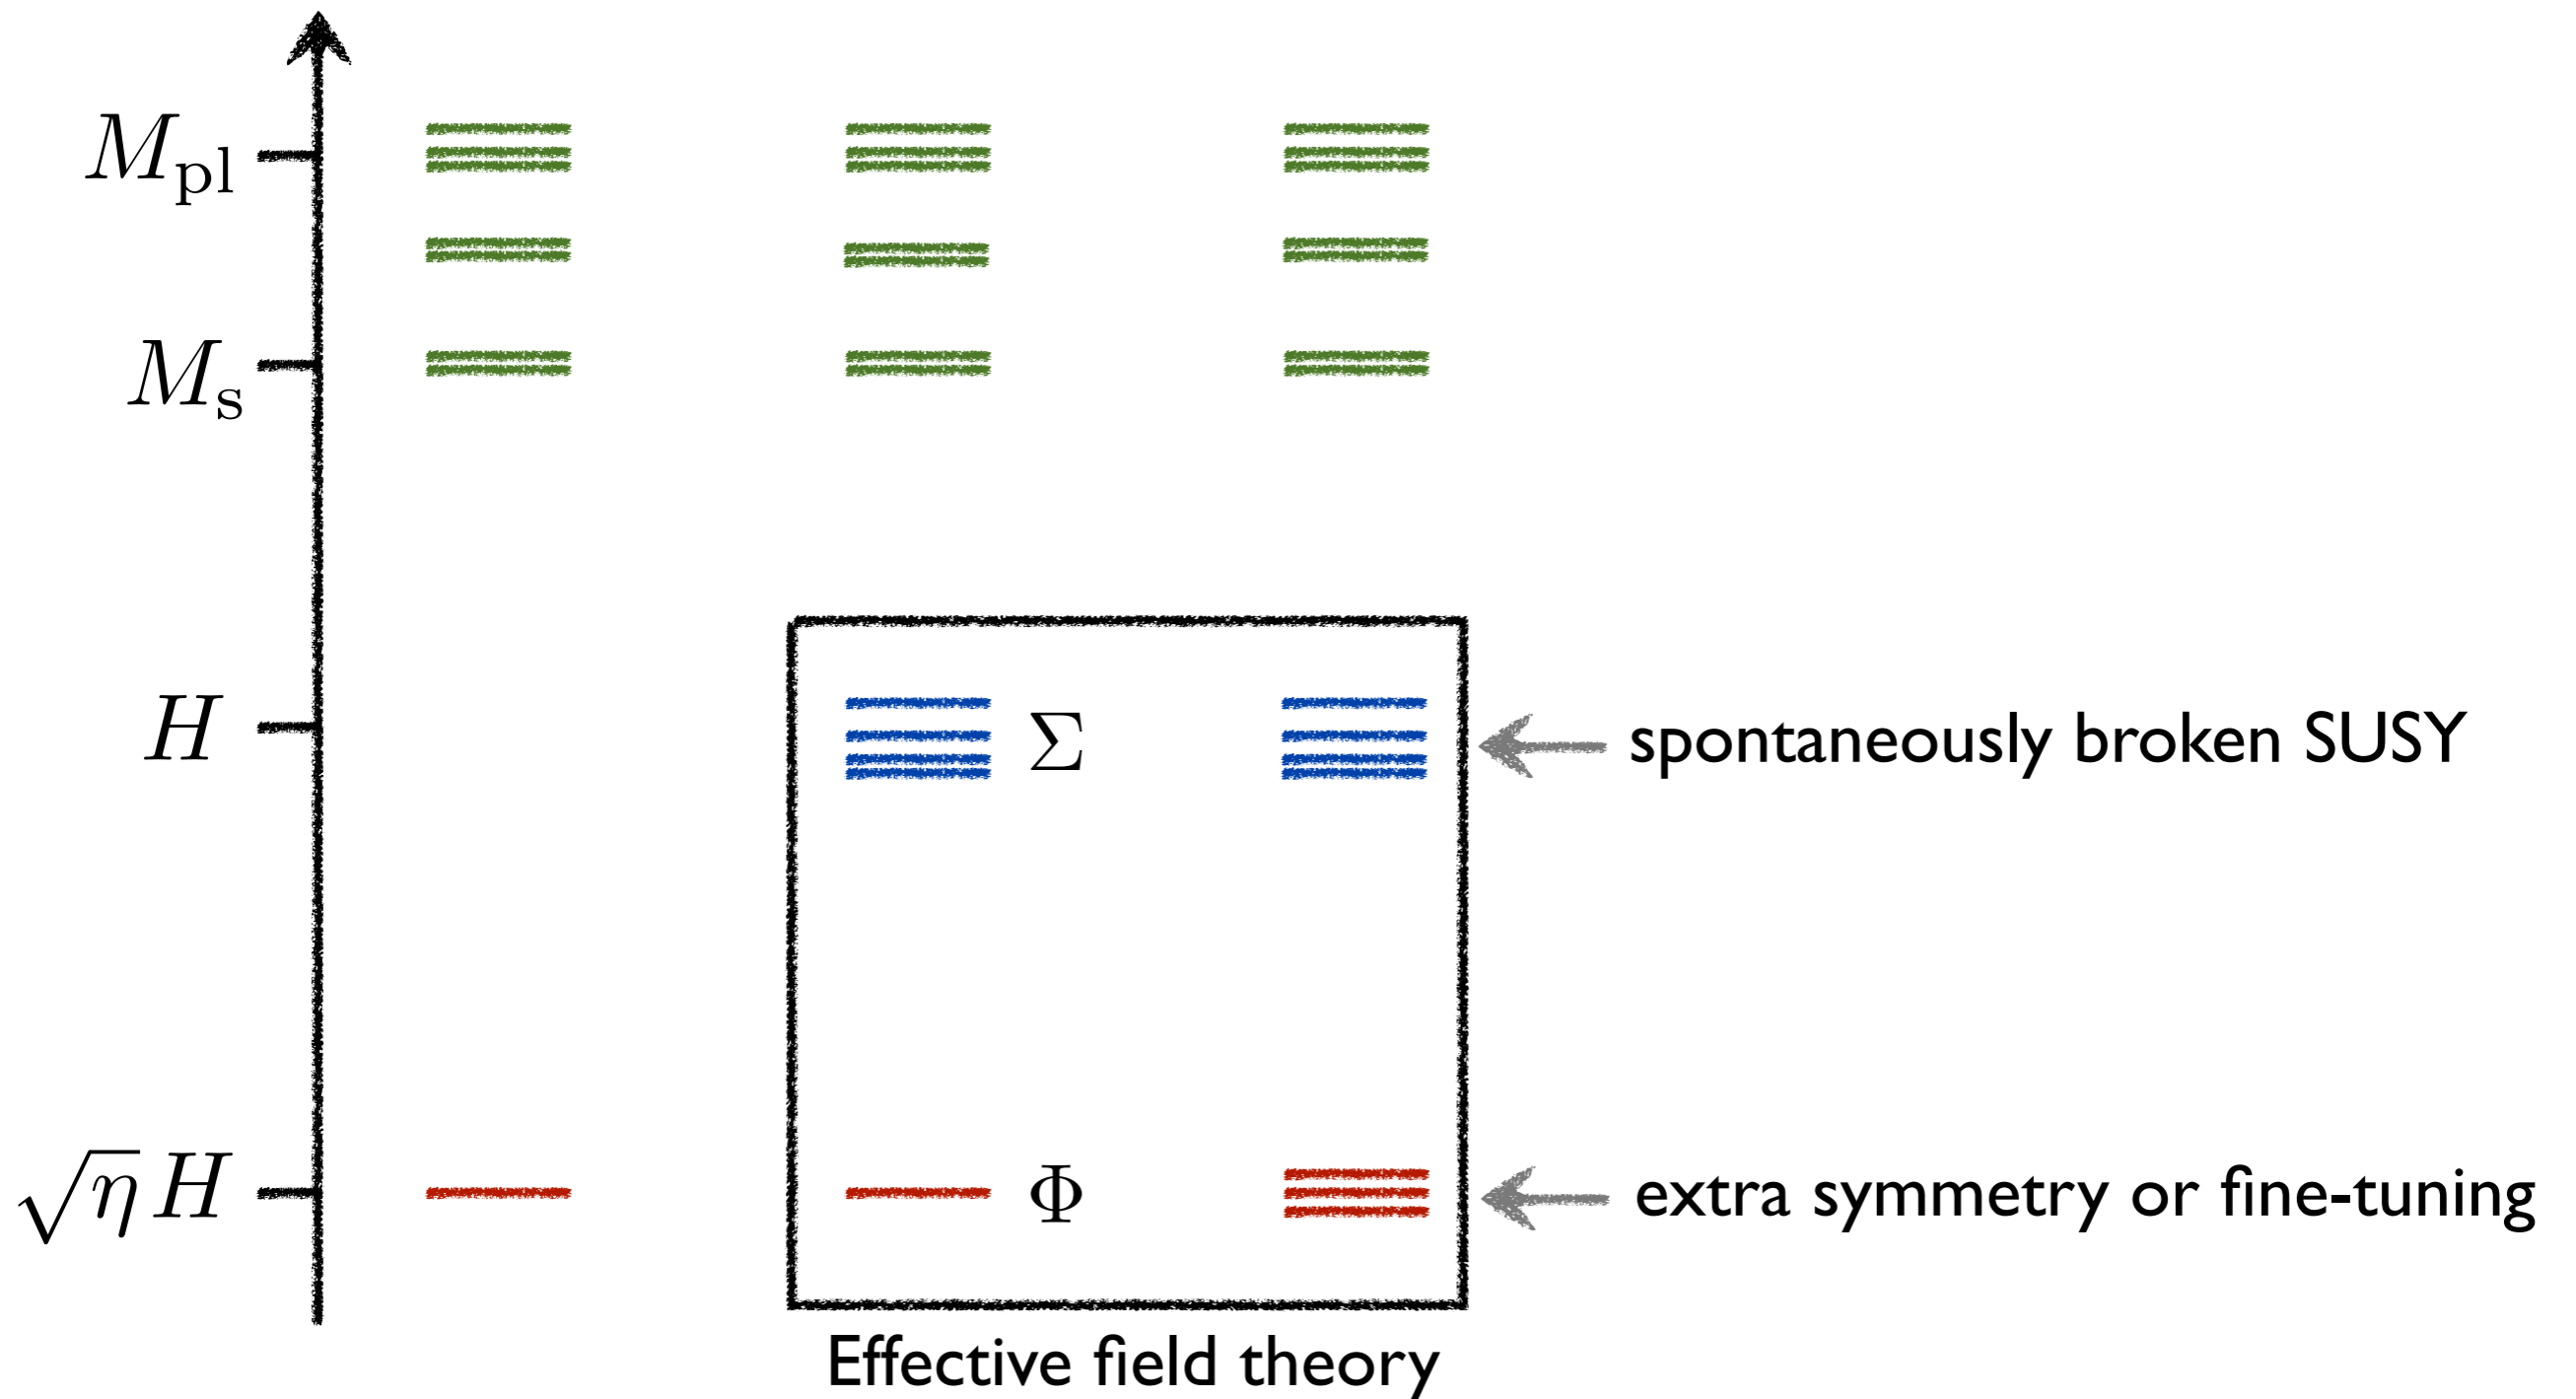 M_pl
M_s
H
Σ
spontaneously broken SUSY
√η H
Φ
extra symmetry or fine-tuning
Effective field theory